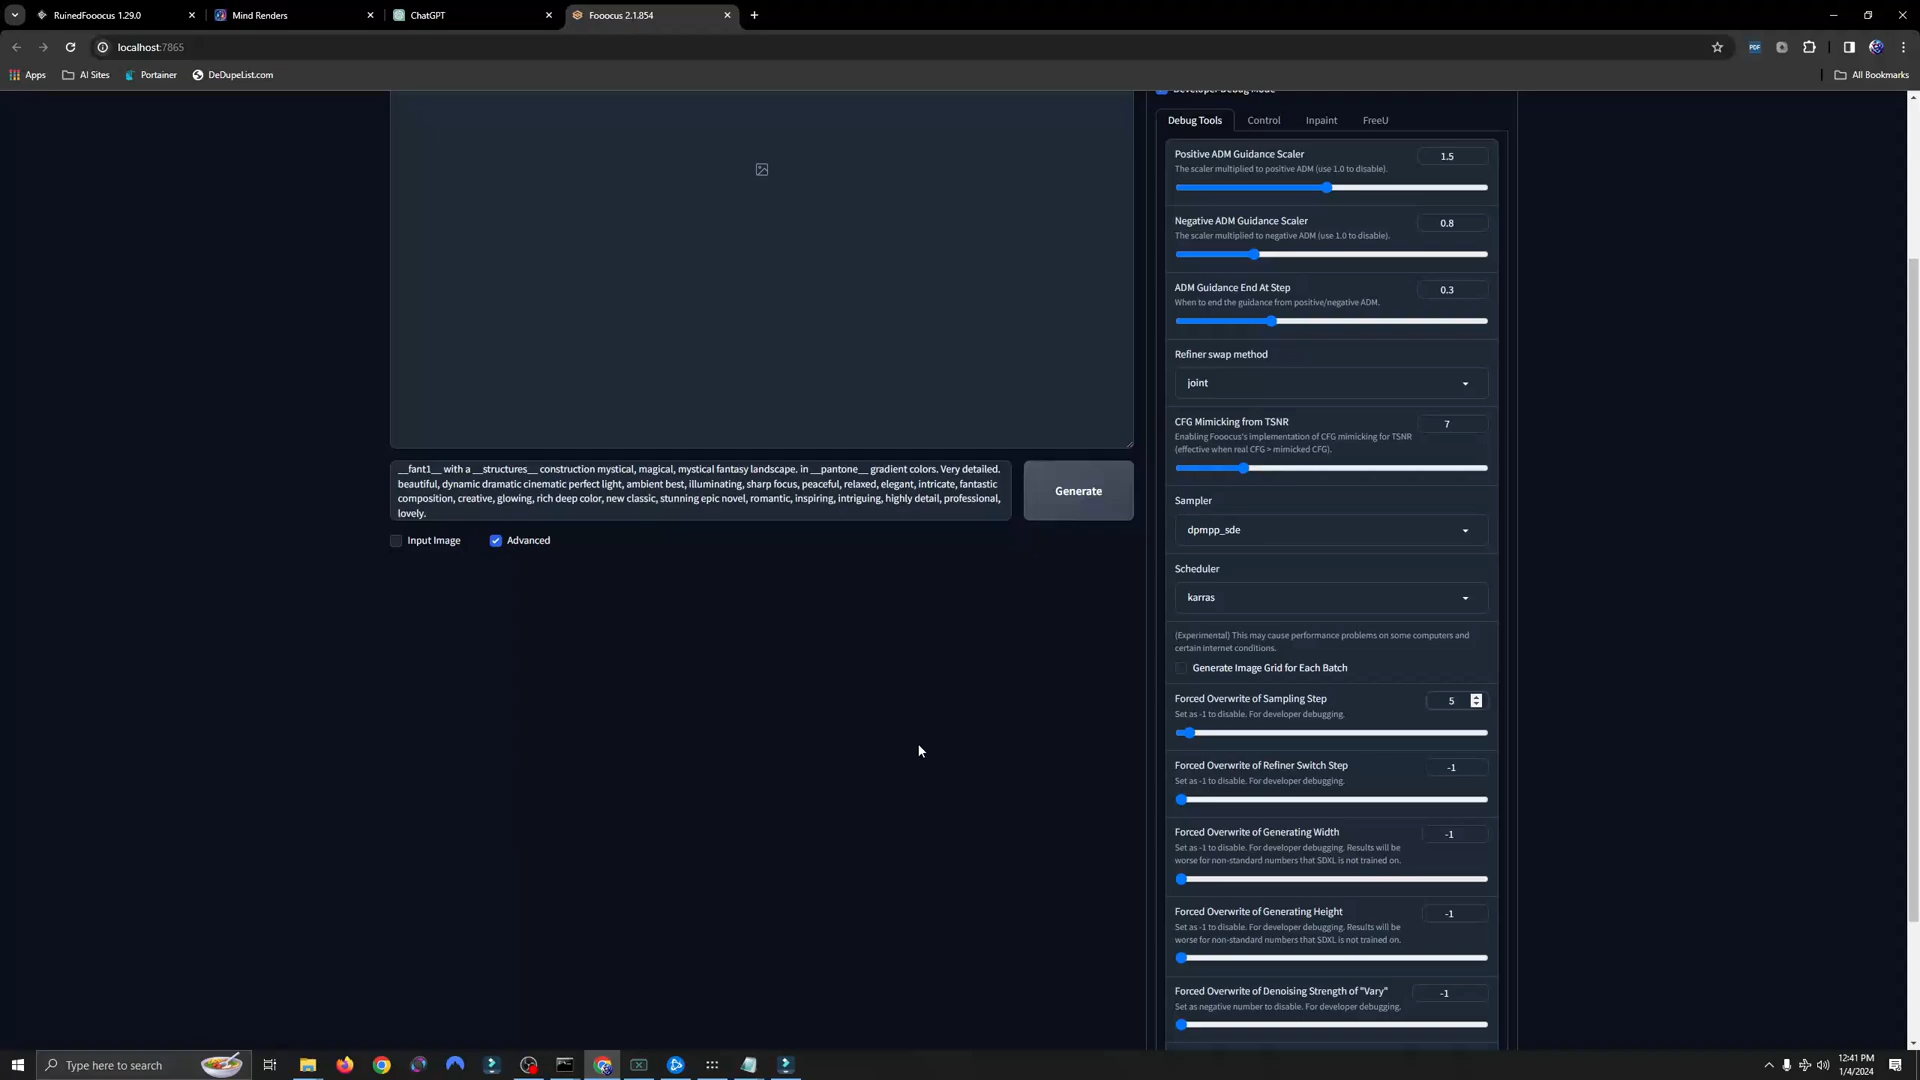 RuinedFooocus 1.29.0
Mind Renders
ChatGPT
Fooocus 2.1.854
localhost:7865
Apps
AI Sites
Portainer
DeDupeList.com
All Bookmarks
Developer Debug Mode
Debug Tools
Control
Inpaint
FreeU
Positive ADM Guidance Scaler
1.5
The scaler multiplied to positive ADM (use 1.0 to disable).
Negative ADM Guidance Scaler
0.8
The scaler multiplied to negative ADM (use 1.0 to disable).
ADM Guidance End At Step
0.3
When to end the guidance from positive/negative ADM.
Refiner swap method
joint
CFG Mimicking from TSNR
7
Enabling Fooocus's implementation of CFG mimicking for TSNR
(effective when real CFG > mimicked CFG).
Sampler
dpmpp_sde
Scheduler
karras
(Experimental) This may cause performance problems on some computers and
certain internet conditions.
Generate Image Grid for Each Batch
Forced Overwrite of Sampling Step
5
Set as -1 to disable. For developer debugging.
Forced Overwrite of Refiner Switch Step
-1
Set as -1 to disable. For developer debugging.
Forced Overwrite of Generating Width
-1
Set as -1 to disable. For developer debugging. Results will be
worse for non-standard numbers that SDXL is not trained on.
Forced Overwrite of Generating Height
-1
Set as -1 to disable. For developer debugging. Results will be
worse for non-standard numbers that SDXL is not trained on.
Forced Overwrite of Denoising Strength of "Vary"
-1
Set as negative number to disable. For developer debugging.
__fant1__ with a __structures__ construction mystical, magical, mystical fantasy landscape. in __pantone__ gradient colors. Very detailed.
beautiful, dynamic dramatic cinematic perfect light, ambient best, illuminating, sharp focus, peaceful, relaxed, elegant, intricate, fantastic
composition, creative, glowing, rich deep color, new classic, stunning epic novel, romantic, inspiring, intriguing, highly detail, professional,
lovely.
Generate
Input Image
Advanced
Type here to search
12:41 PM
1/4/2024
PDF